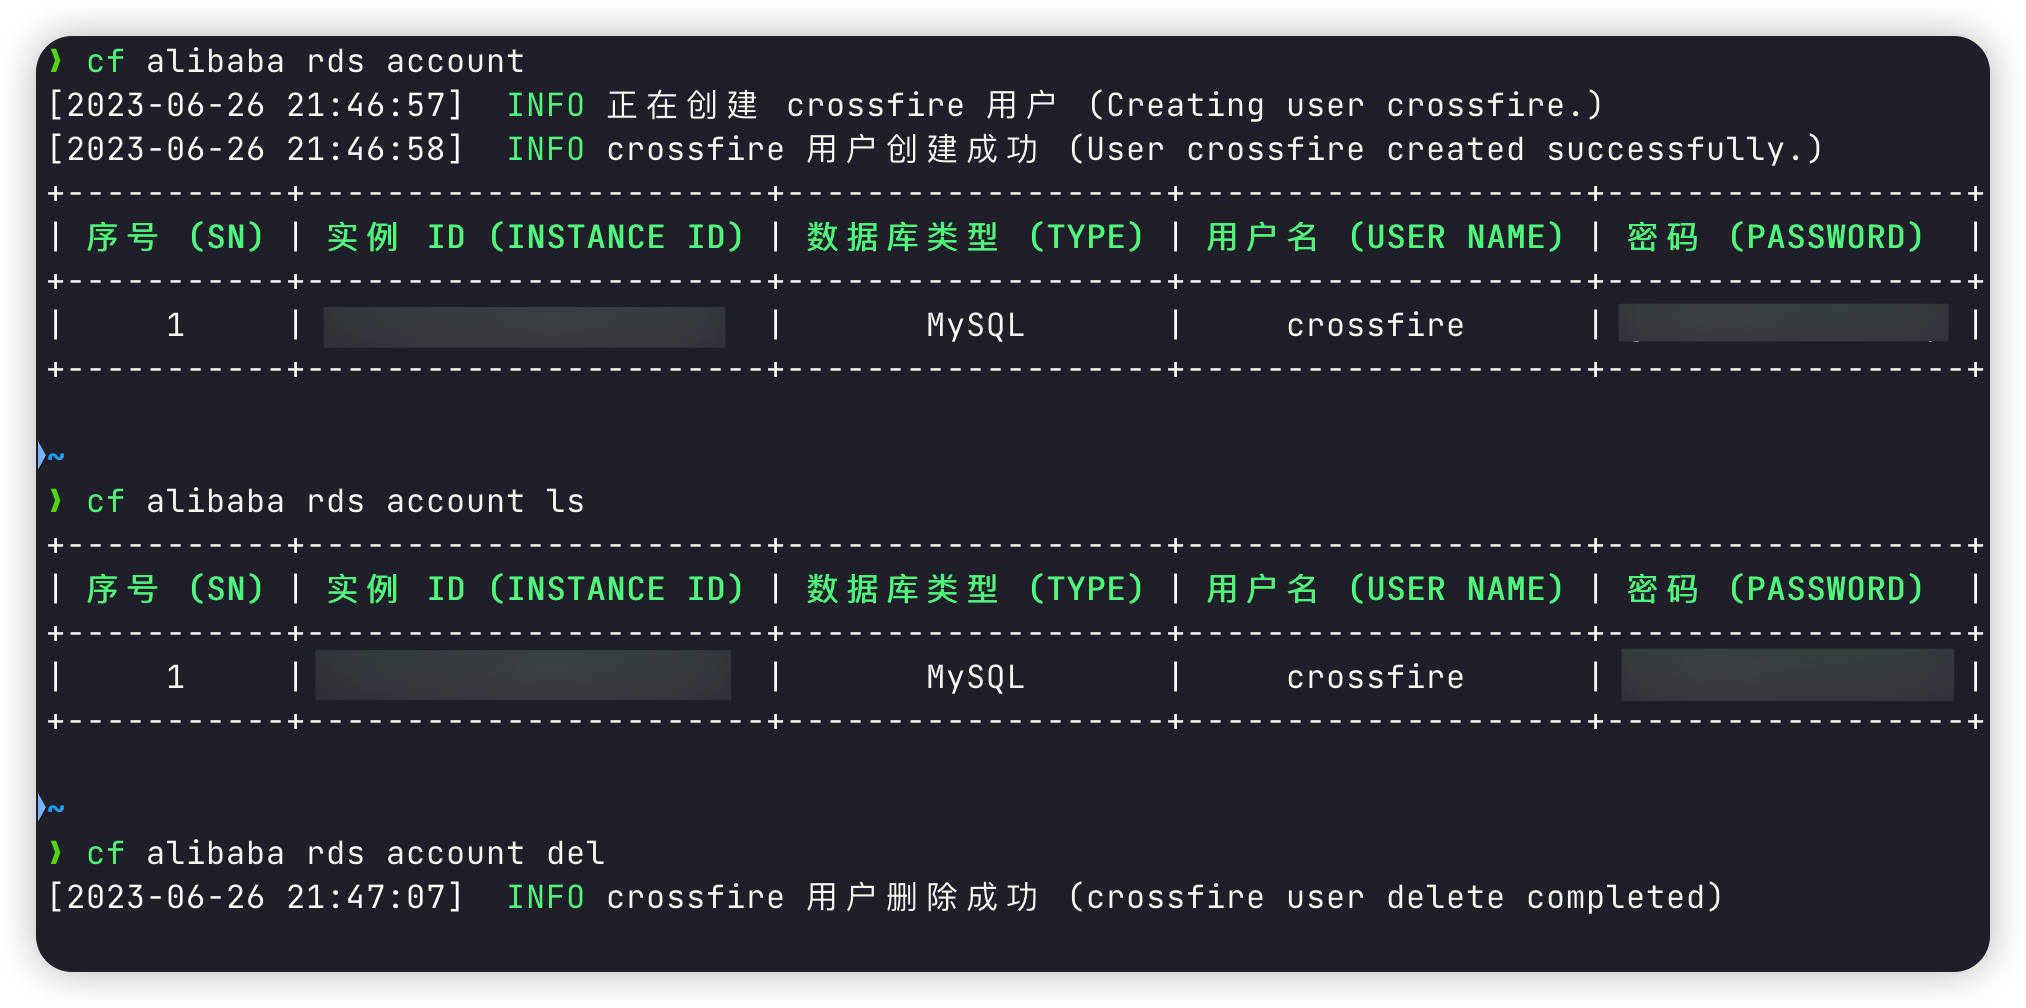 ❱ cf alibaba rds account
[2023-06-26 21:46:57]  INFO 正在创建 crossfire 用户 (Creating user crossfire.)
[2023-06-26 21:46:58]  INFO crossfire 用户创建成功 (User crossfire created successfully.)
+-----------+-----------------------+-------------------+--------------------+------------------+
| 序号 (SN) | 实例 ID (INSTANCE ID) | 数据库类型 (TYPE) | 用户名 (USER NAME) | 密码 (PASSWORD)  |
+-----------+-----------------------+-------------------+--------------------+------------------+
|     1     |                       |       MySQL       |     crossfire      |                  |
+-----------+-----------------------+-------------------+--------------------+------------------+
~
❱ cf alibaba rds account ls
+-----------+-----------------------+-------------------+--------------------+------------------+
| 序号 (SN) | 实例 ID (INSTANCE ID) | 数据库类型 (TYPE) | 用户名 (USER NAME) | 密码 (PASSWORD)  |
+-----------+-----------------------+-------------------+--------------------+------------------+
|     1     |                       |       MySQL       |     crossfire      |                  |
+-----------+-----------------------+-------------------+--------------------+------------------+
~
❱ cf alibaba rds account del
[2023-06-26 21:47:07]  INFO crossfire 用户删除成功 (crossfire user delete completed)